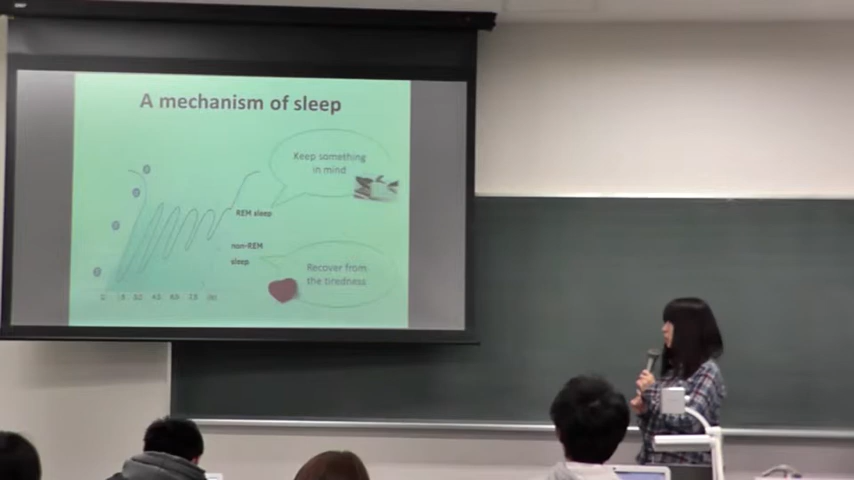 A mechanism of sleep
Keep something
in mind
REM sleep
non-REM
sleep
Recover from
the tiredness